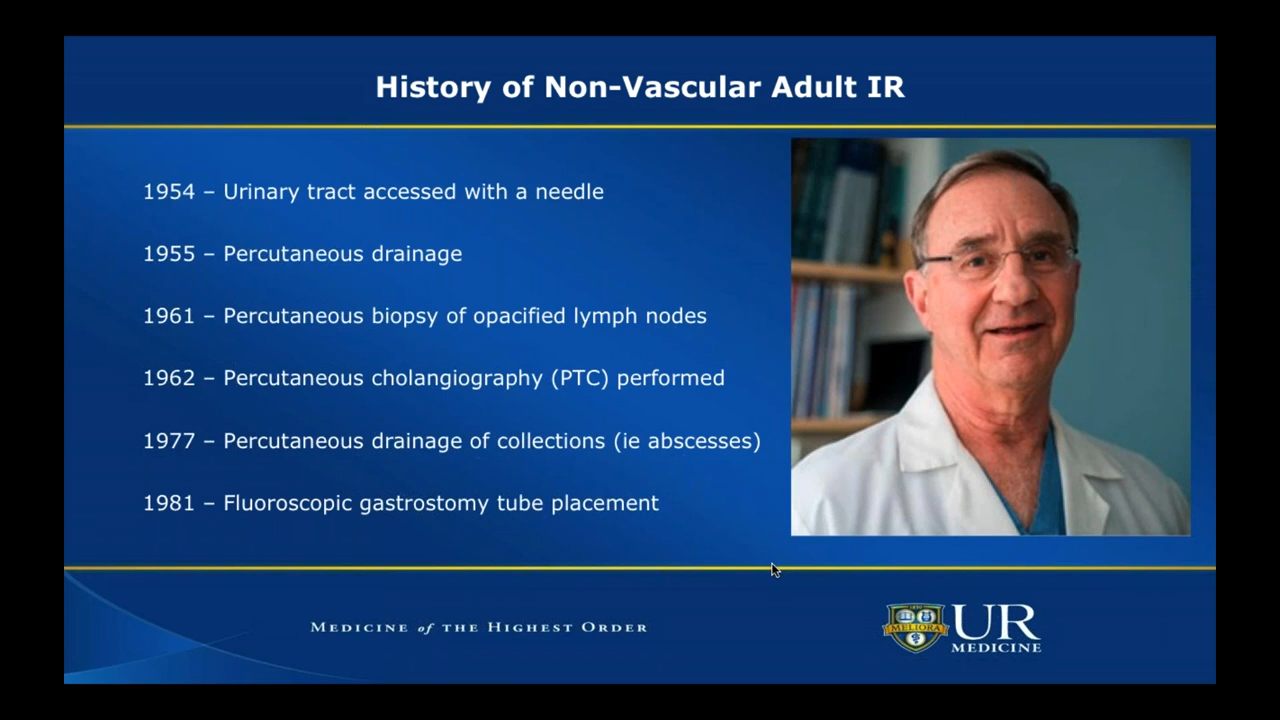 History of Non-Vascular Adult IR
1954 – Urinary tract accessed with a needle
1955 – Percutaneous drainage
1961 – Percutaneous biopsy of opacified lymph nodes
1962 – Percutaneous cholangiography (PTC) performed
1977 – Percutaneous drainage of collections (ie abscesses)
1981 – Fluoroscopic gastrostomy tube placement
MEDICINE of THE HIGHEST ORDER
MELIORA
UR
MEDICINE